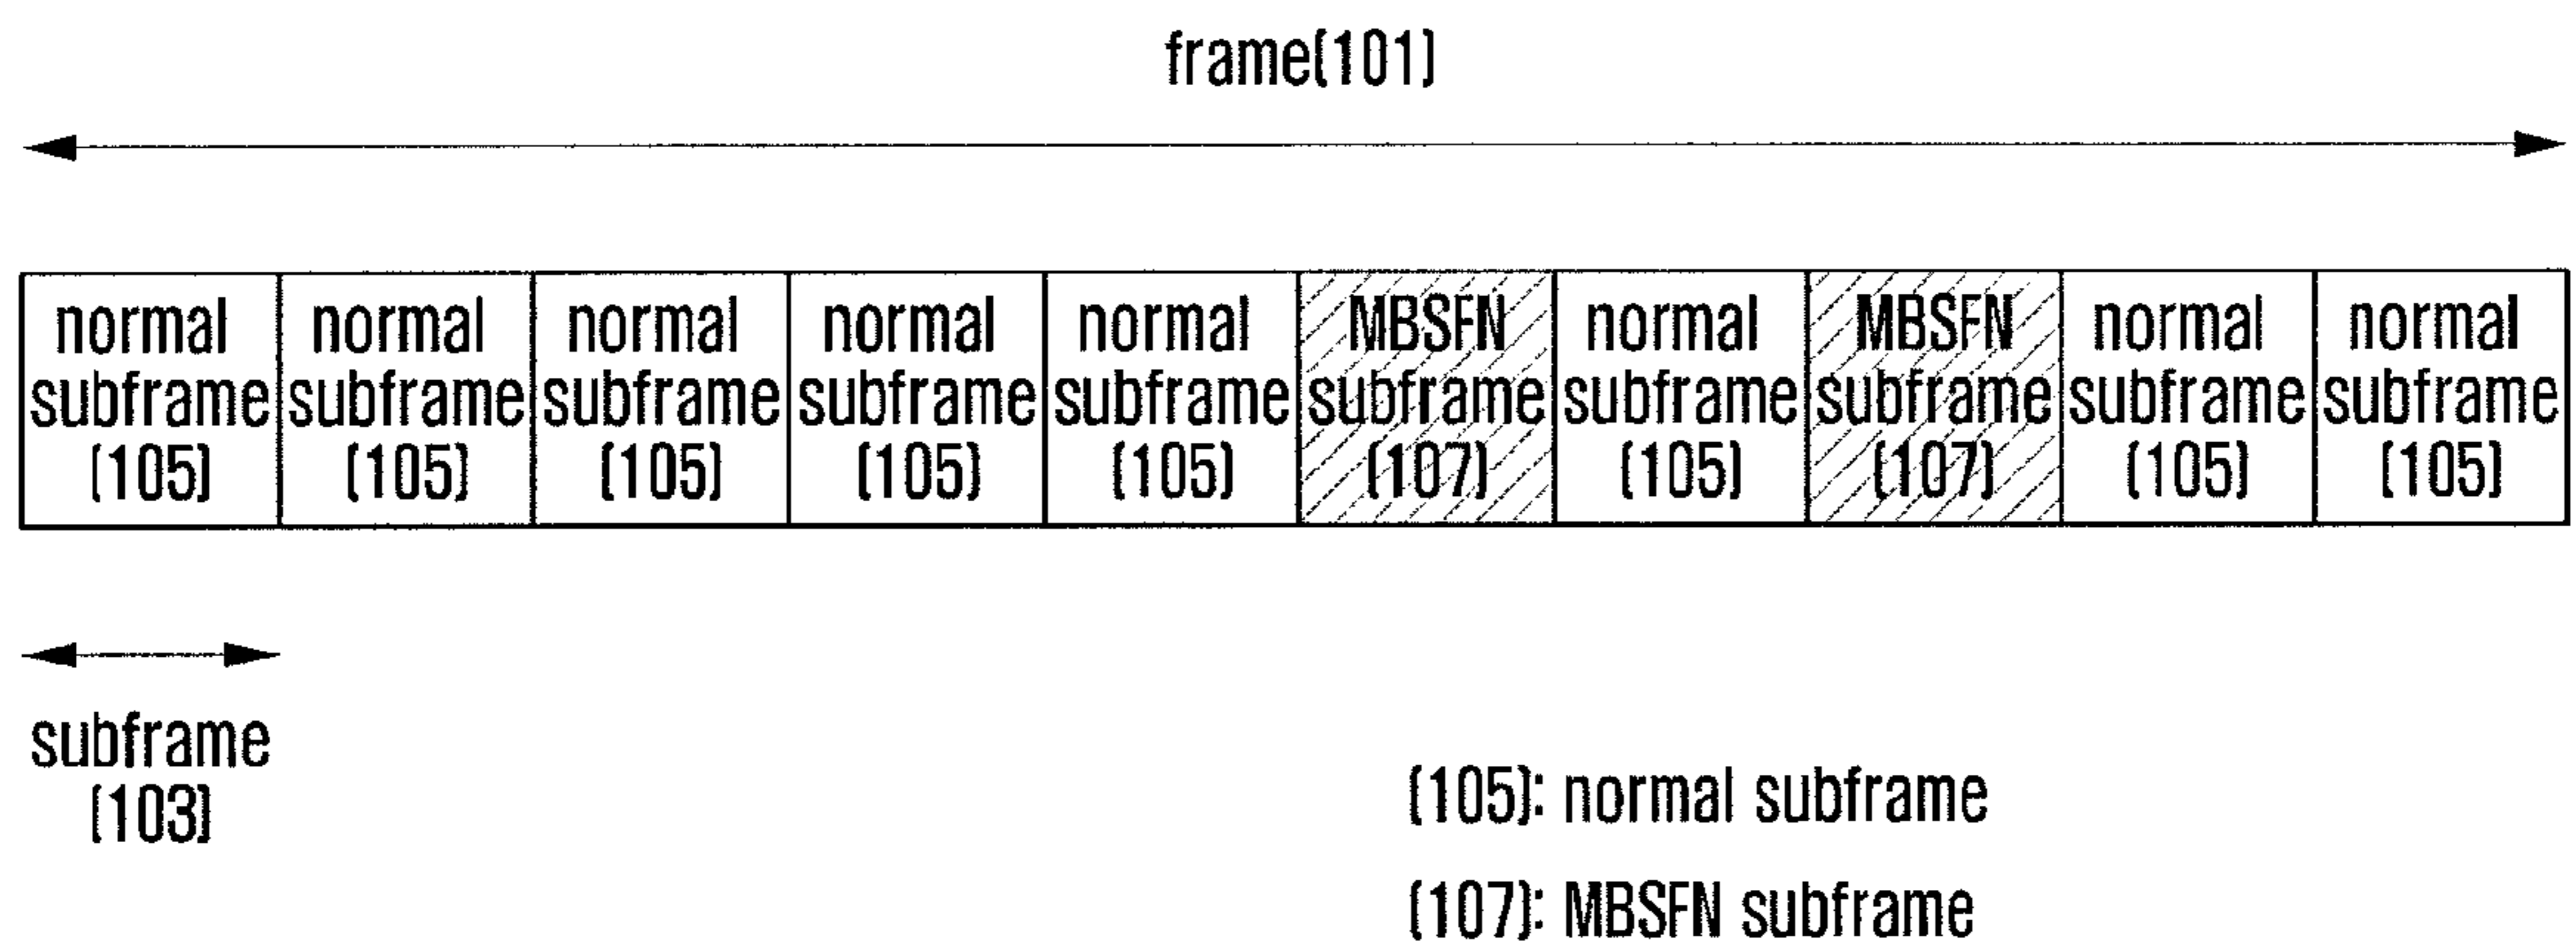 frame(101)
normal subframe (105)
normal subframe (105)
normal subframe (105)
normal subframe (105)
normal subframe (105)
MBSFN subframe (107)
normal subframe (105)
MBSFN subframe (107)
normal subframe (105)
normal subframe (105)
subframe
(103)
(105): normal subframe
(107): MBSFN subframe